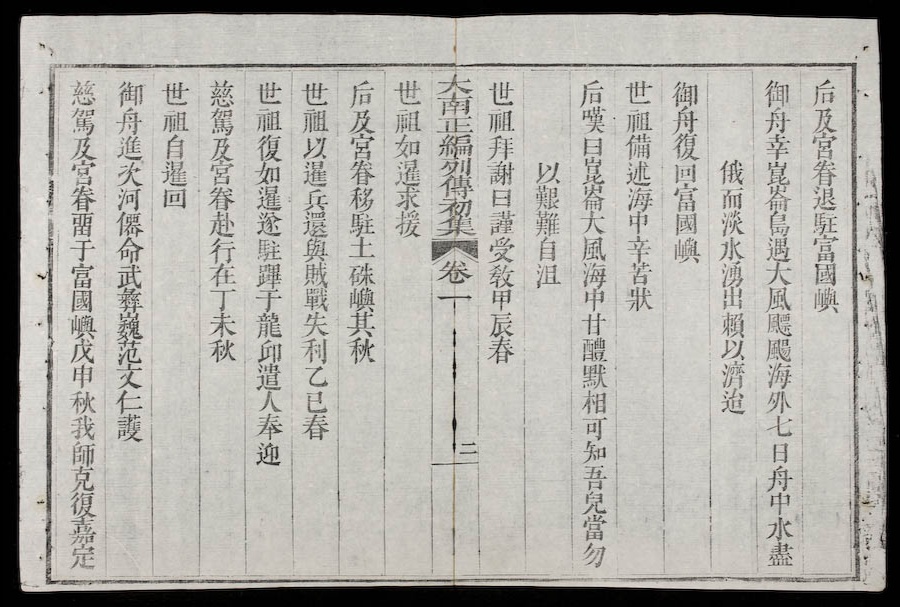 后及宮眷退駐富國嶼
御舟幸崑崙島遇大風飃颺海外七日舟中水盡
俄而淡水湧出賴以濟迨
御舟復回富國嶼
世祖備述海中辛苦狀
后嘆曰崑崙大風海中甘醴默相可知吾兒當勿
以艱難自沮
世祖拜謝曰謹受敎甲辰春
世祖如暹求援
大南正編列傳初集 卷一 二
后及宮眷移駐土硃嶼其秋
世祖以暹兵還與賊戰失利乙巳春
世祖復如暹遂駐蹕于龍卹遣人奉迎
慈駕及宮眷赴行在丁未秋
世祖自暹回
御舟進次河僊命武彝巍范文仁護
慈駕及宮眷畱于富國嶼戊申秋我師克復嘉定